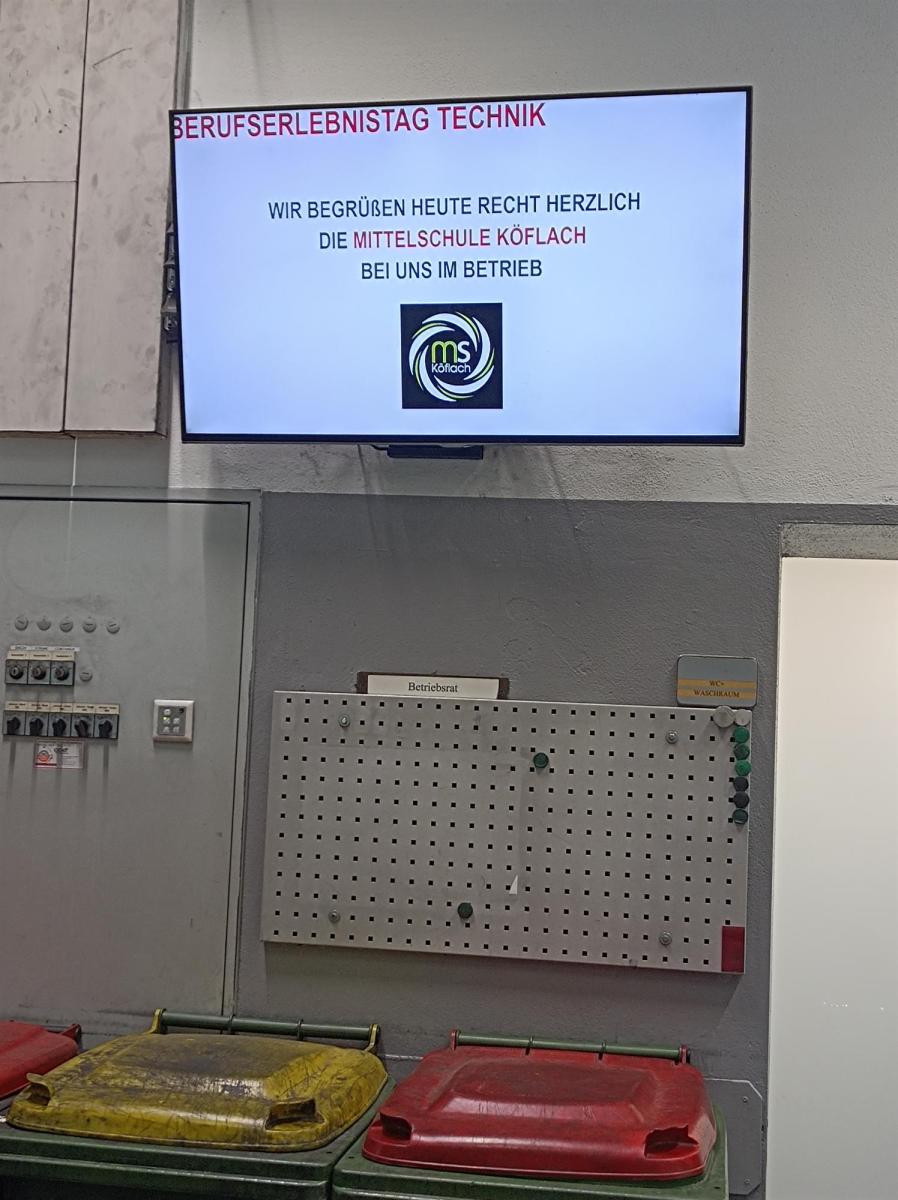 BERUFSERLEBNISTAG TECHNIK
WIR BEGRÜßEN HEUTE RECHT HERZLICH
DIE MITTELSCHULE KÖFLACH
BEI UNS IM BETRIEB
ms
Köflach
Betriebsrat
WC+
WASCHRAUM